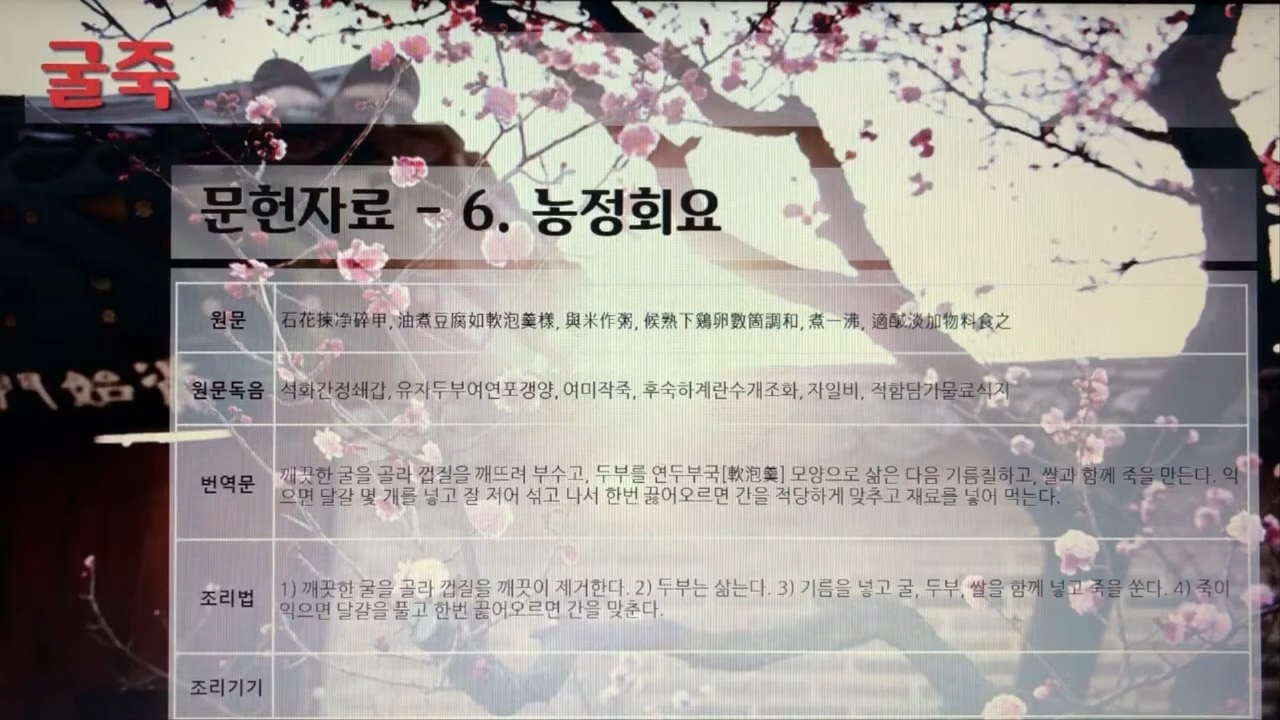 굴죽
문헌자료 - 6. 농정회요
원문
石花揀净碎甲, 油煮豆腐如軟泡羹樣, 與米作粥, 候熟下鷄卵數箇調和, 煮一沸, 適醎淡加物料食之
원문독음
석화간정쇄갑, 유자두부여연포갱양, 여미작죽, 후숙하계란수개조화, 자일비, 적함담가물료식지
번역문
깨끗한 굴을 골라 껍질을 깨뜨려 부수고, 두부를 연두부국[軟泡羹] 모양으로 삶은 다음 기름칠하고, 쌀과 함께 죽을 만든다. 익
으면 달걀 몇 개를 넣고 잘 저어 섞고 나서 한번 끓어오르면 간을 적당하게 맞추고 재료를 넣어 먹는다.
조리법
1) 깨끗한 굴을 골라 껍질을 깨끗이 제거한다. 2) 두부는 삶는다. 3) 기름을 넣고 굴, 두부, 쌀을 함께 넣고 죽을 쑨다. 4) 죽이
익으면 달걀을 풀고 한번 끓어오르면 간을 맞춘다.
조리기기
門始